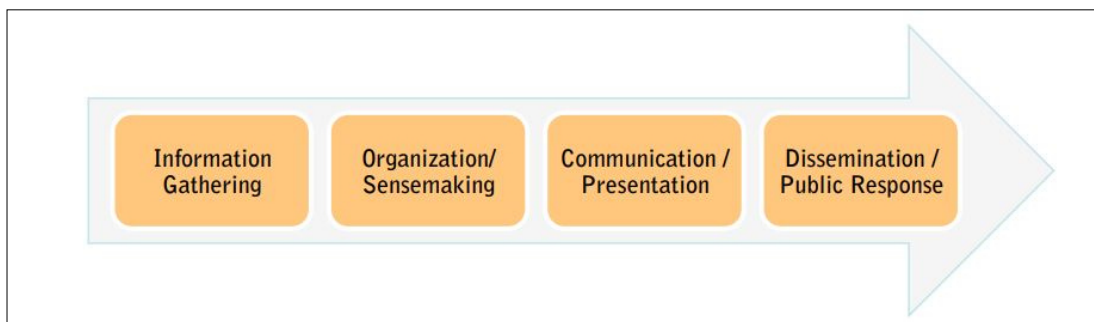 Information
Gathering
Organization/
Sensemaking
Communication /
Presentation
Dissemination /
Public Response